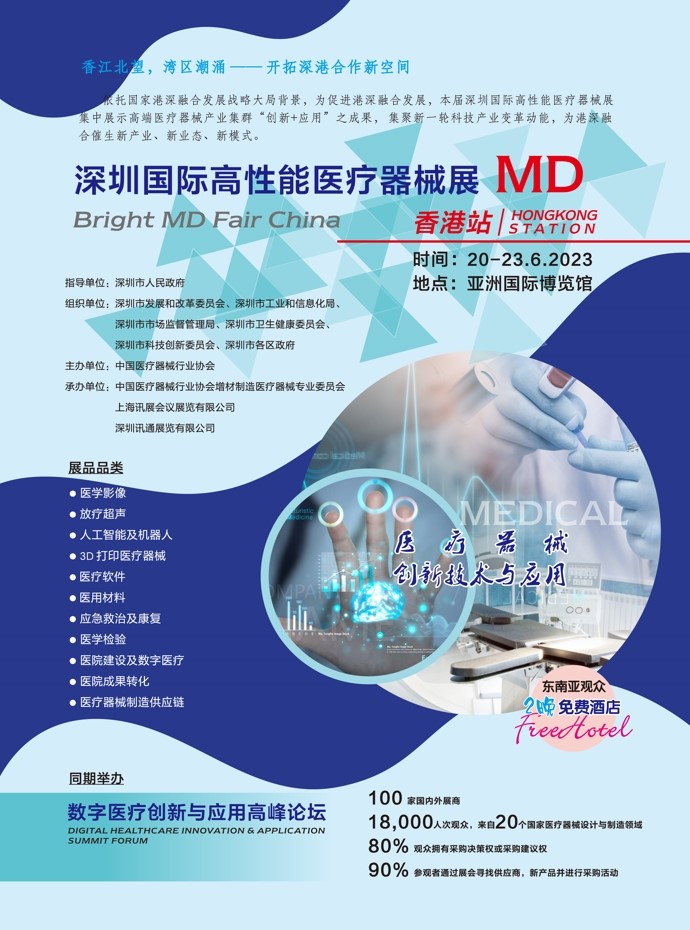 香江北望，湾区潮涌——开拓深港合作新空间
依托国家港深融合发展战略大局背景，为促进港深融合发展，本届深圳国际高性能医疗器械展
集中展示高端医疗器械产业集群“创新+应用”之成果，集聚新一轮科技产业变革动能，为港深融
合催生新产业、新业态、新模式。
深圳国际高性能医疗器械展 MD
Bright MD Fair China
香港站 HONGKONG
STATION
时间：20-23.6.2023
地点：亚洲国际博览馆
指导单位：深圳市人民政府
组织单位：深圳市发展和改革委员会、深圳市工业和信息化局、
深圳市市场监督管理局、深圳市卫生健康委员会、
深圳市科技创新委员会、深圳市各区政府
主办单位：中国医疗器械行业协会
承办单位：中国医疗器械行业协会增材制造医疗器械专业委员会
上海讯展会议展览有限公司
深圳讯通展览有限公司
展品品类
● 医学影像
● 放疗超声
● 人工智能及机器人
● 3D打印医疗器械
● 医疗软件
● 医用材料
● 应急救治及康复
● 医学检验
● 医院建设及数字医疗
● 医院成果转化
● 医疗器械制造供应链
MEDICAL
医疗器械
创新技术与应用
东南亚观众
2晚免费酒店
FreeHotel
同期举办
数字医疗创新与应用高峰论坛
DIGITAL HEALTHCARE INNOVATION & APPLICATION
SUMMIT FORUM
100 家国内外展商
18,000人次观众，来自20个国家医疗器械设计与制造领域
80% 观众拥有采购决策权或采购建议权
90% 参观者通过展会寻找供应商，新产品并进行采购活动